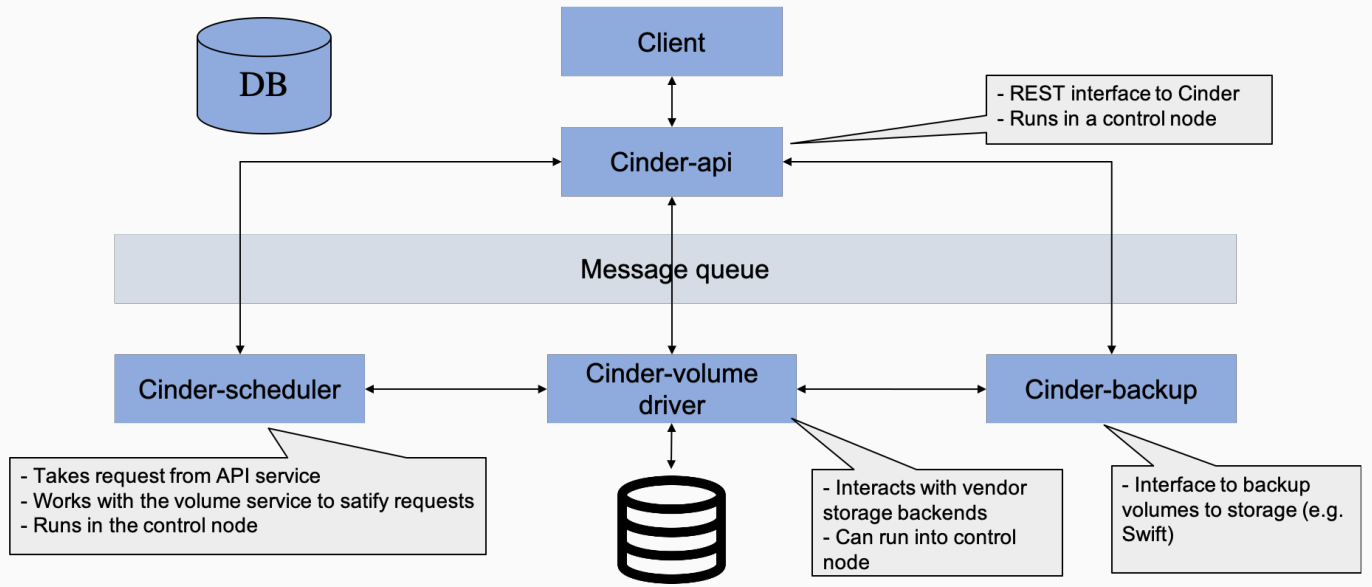 Client
DB
- REST interface to Cinder
- Runs in a control node
Cinder-api
Message queue
Cinder-scheduler
Cinder-volume
driver
Cinder-backup
- Takes request from API service
- Works with the volume service to satify requests
- Runs in the control node
- Interacts with vendor
storage backends
- Can run into control
node
- Interface to backup
volumes to storage (e.g.
Swift)